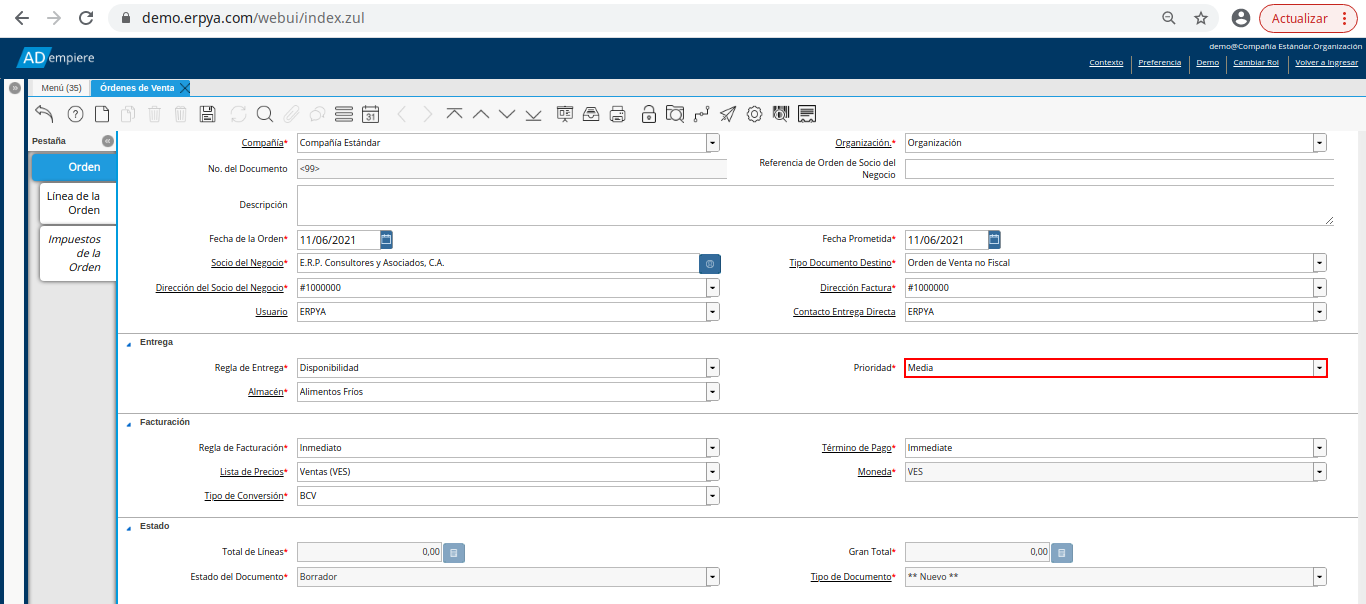 demo.erpya.com/webui/index.zul
Actualizar
ADempiere
demo@Compañía Estándar.Organización
Contexto Preferencia Demo Cambiar Rol Volver a Ingresar
Menú (35) Órdenes de Venta
31
Pestaña
Orden
Línea de la
Orden
Impuestos
de la
Orden
Compañía* Compañía Estándar Organización.* Organización
No. del Documento <99> Referencia de Orden de Socio del
Negocio
Descripción
Fecha de la Orden* 11/06/2021 Fecha Prometida* 11/06/2021
Socio del Negocio* E.R.P. Consultores y Asociados, C.A. Tipo Documento Destino* Orden de Venta no Fiscal
Dirección del Socio del Negocio* #1000000 Dirección Factura* #1000000
Usuario ERPYA Contacto Entrega Directa ERPYA
Entrega
Regla de Entrega* Disponibilidad Prioridad* Media
Almacén* Alimentos Fríos
Facturación
Regla de Facturación* Inmediato Término de Pago* Immediate
Lista de Precios* Ventas (VES) Moneda* VES
Tipo de Conversión* BCV
Estado
Total de Líneas* 0,00 Gran Total* 0,00
Estado del Documento* Borrador Tipo de Documento* ** Nuevo **